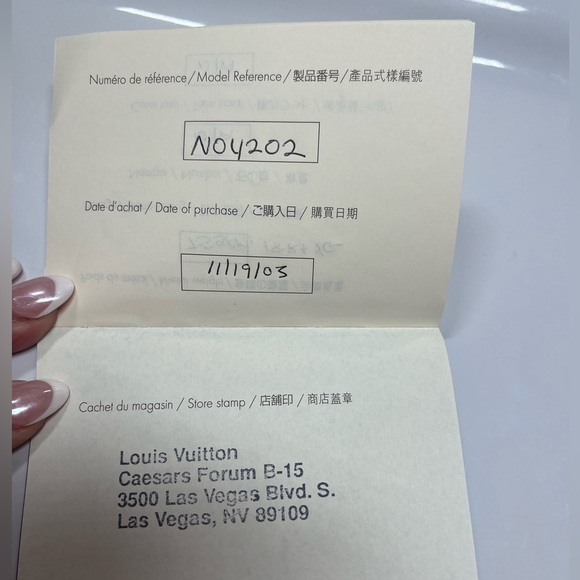 Numéro de référence / Model Reference / 製品番号 / 產品式樣編號
N04202
Date d'achat / Date of purchase / ご購入日 / 購買日期
11/19/03
Cachet du magasin / Store stamp / 店舗印 / 商店蓋章
Louis Vuitton
Caesars Forum B-15
3500 Las Vegas Blvd. S.
Las Vegas, NV 89109